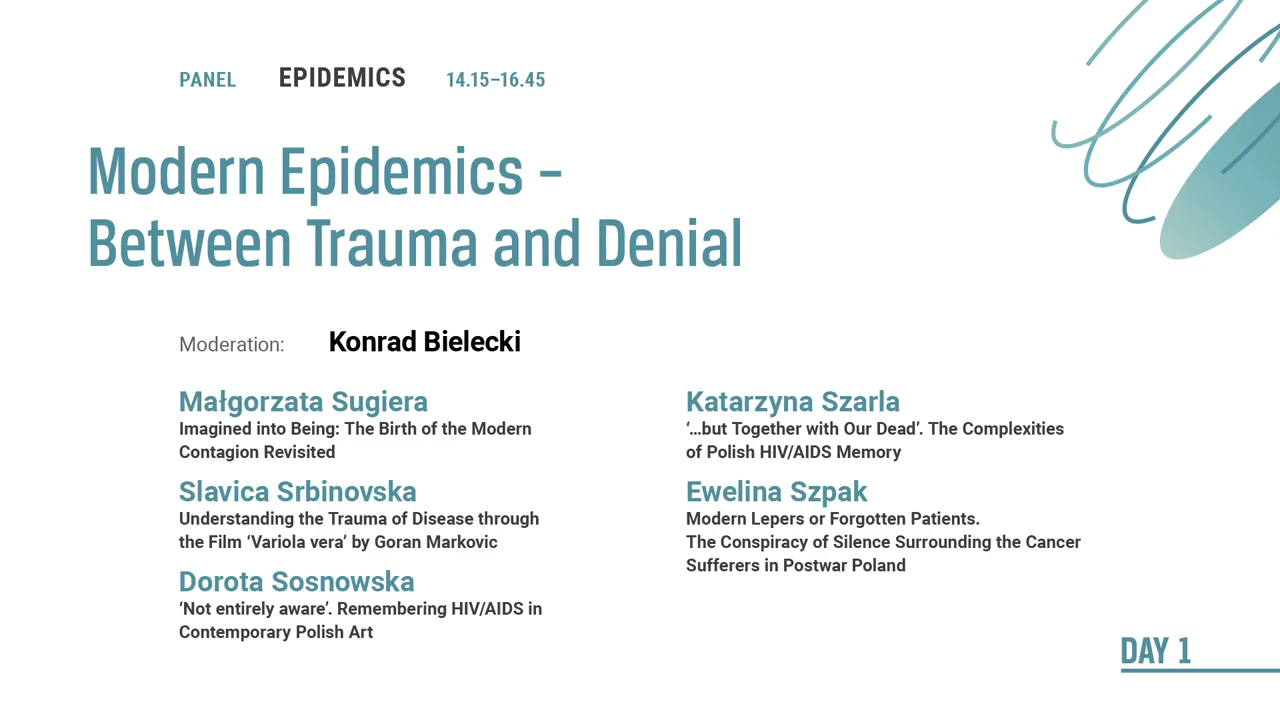 PANEL EPIDEMICS 14.15–16.45
Modern Epidemics –
Between Trauma and Denial
Moderation: Konrad Bielecki
Małgorzata Sugiera
Imagined into Being: The Birth of the Modern
Contagion Revisited
Slavica Srbinovska
Understanding the Trauma of Disease through
the Film ‘Variola vera’ by Goran Markovic
Dorota Sosnowska
‘Not entirely aware’. Remembering HIV/AIDS in
Contemporary Polish Art
Katarzyna Szarla
‘…but Together with Our Dead’. The Complexities
of Polish HIV/AIDS Memory
Ewelina Szpak
Modern Lepers or Forgotten Patients.
The Conspiracy of Silence Surrounding the Cancer
Sufferers in Postwar Poland
DAY 1